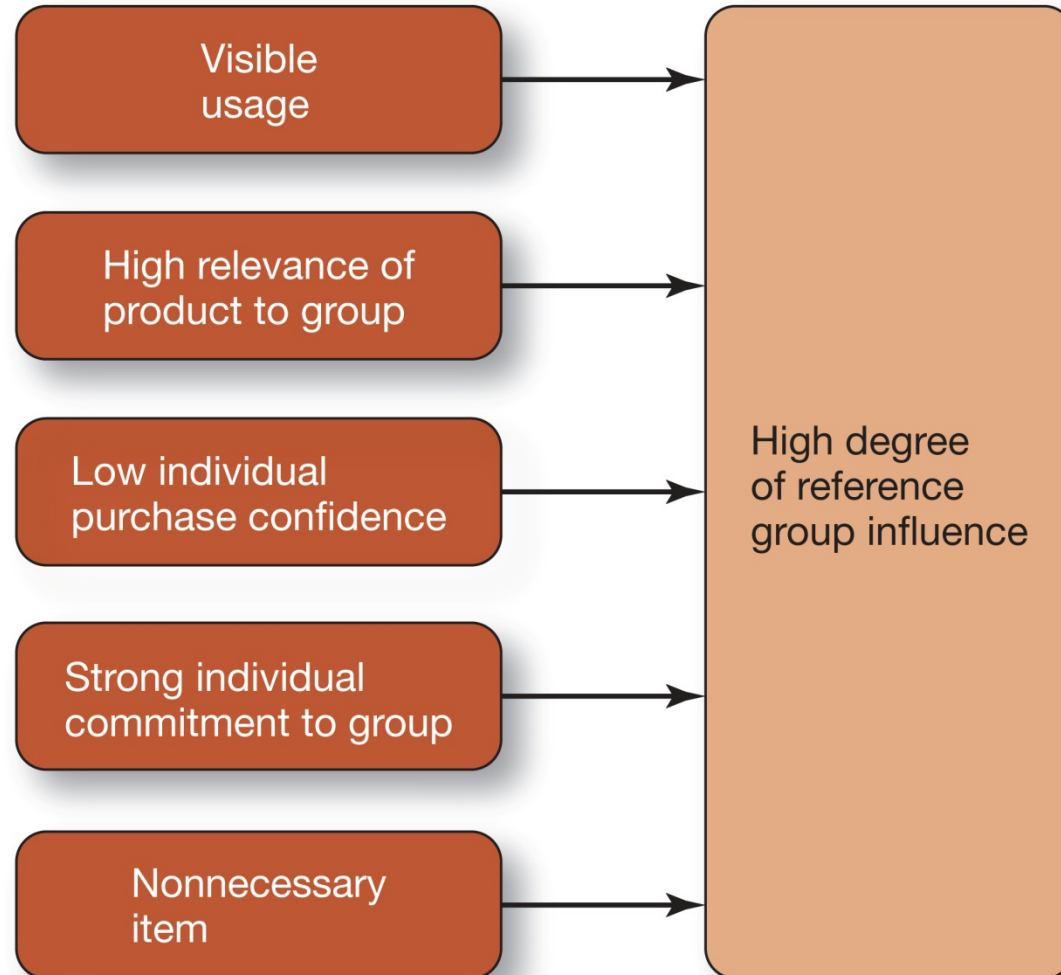 Visible
usage
High relevance of
product to group
Low individual
purchase confidence
Strong individual
commitment to group
Nonnecessary
item
High degree
of reference
group influence